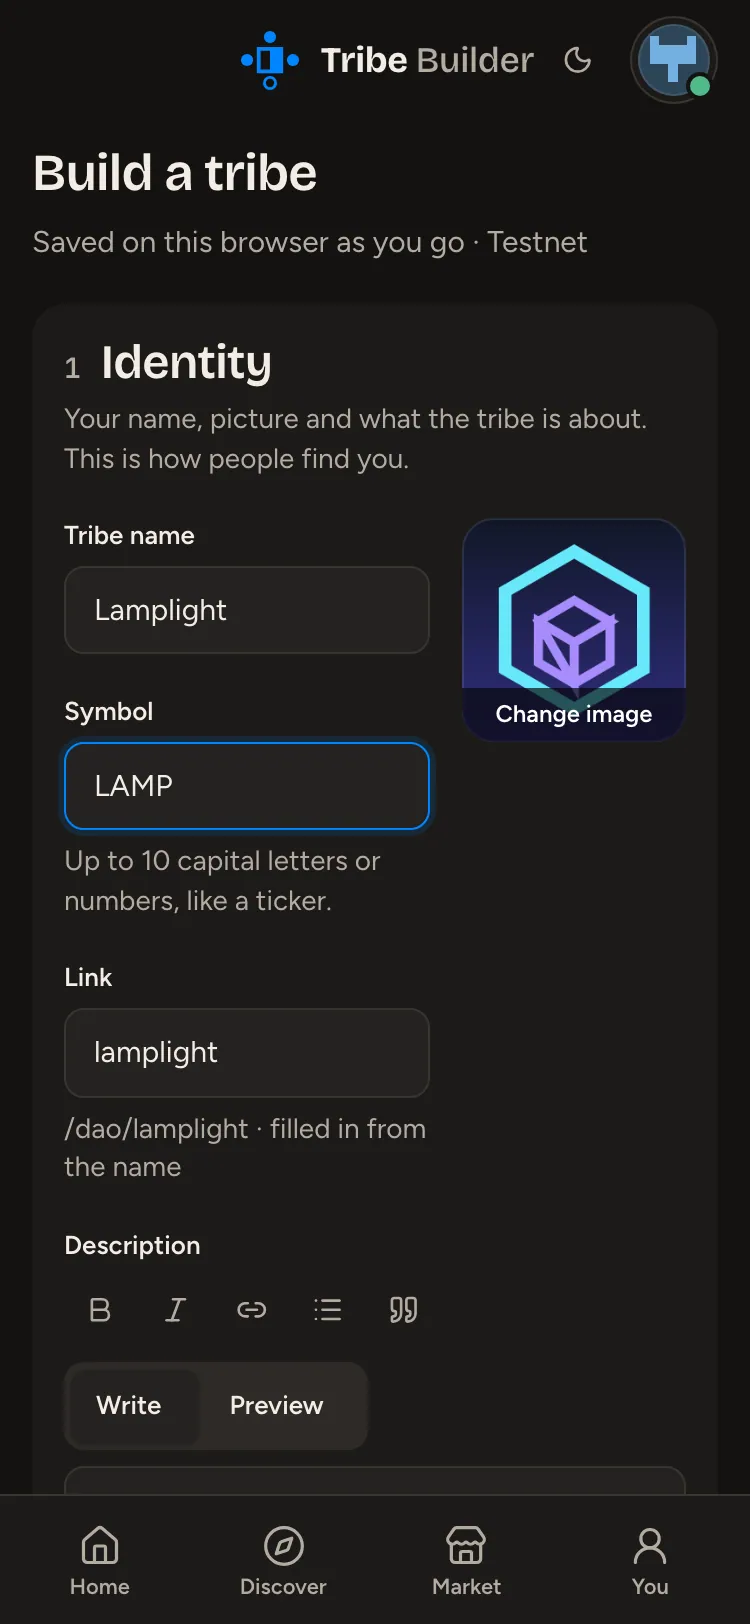 Tribe Builder
Build a tribe
Saved on this browser as you go · Testnet
1 Identity
Your name, picture and what the tribe is about.
This is how people find you.
Tribe name
Lamplight
Change image
Symbol
LAMP
Up to 10 capital letters or
numbers, like a ticker.
Link
lamplight
/dao/lamplight · filled in from
the name
Description
Write Preview
Home Discover Market You